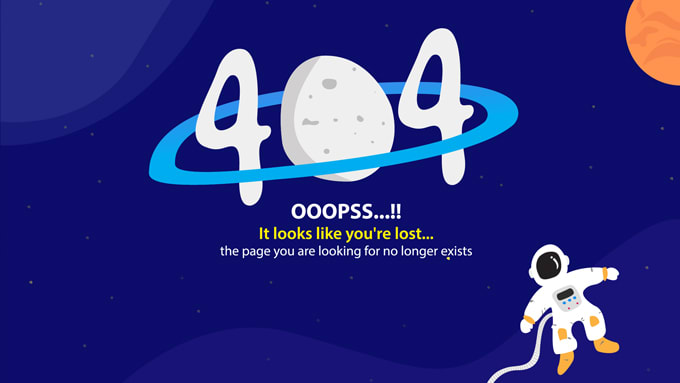 404
OOOPSS...!!
It looks like you're lost...
the page you are looking for no longer exists